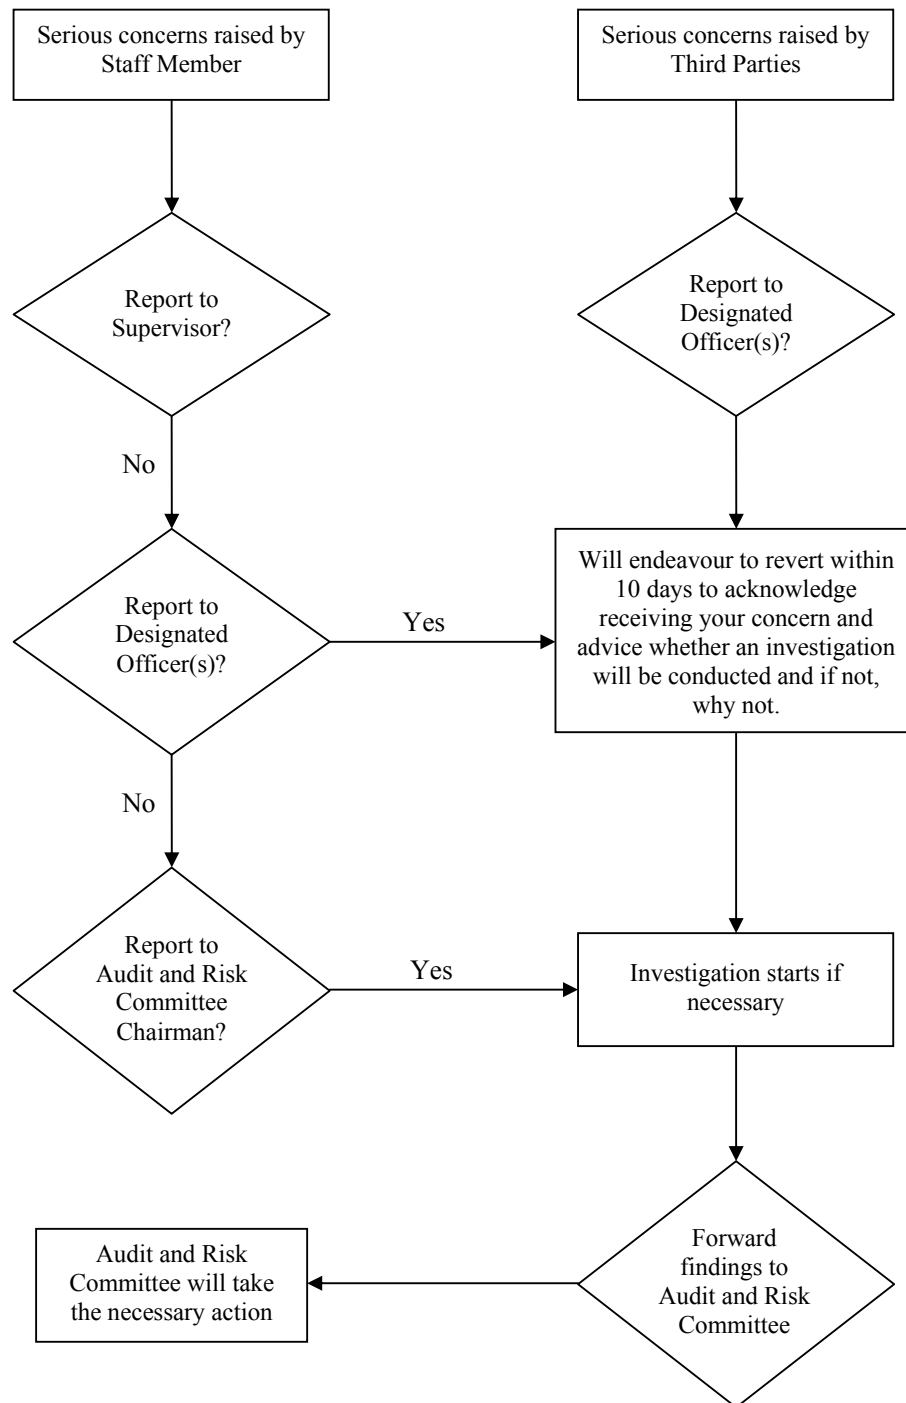 Serious concerns raised by
Staff Member
Serious concerns raised by
Third Parties
Report to
Supervisor?
Report to
Designated
Officer(s)?
No
Report to
Designated
Officer(s)?
Yes
Will endeavour to revert within
10 days to acknowledge
receiving your concern and
advice whether an investigation
will be conducted and if not,
why not.
No
Report to
Audit and Risk
Committee
Chairman?
Yes
Investigation starts if
necessary
Forward
findings to
Audit and Risk
Committee
Audit and Risk
Committee will take
the necessary action